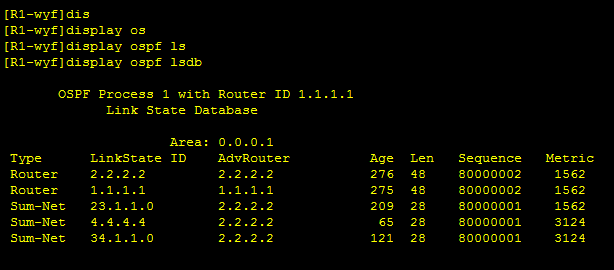 [R1-wyf]dis
[R1-wyf]display os
[R1-wyf]display ospf ls
[R1-wyf]display ospf lsdb
OSPF Process 1 with Router ID 1.1.1.1
Link State Database
Area: 0.0.0.1
Type LinkState ID AdvRouter Age Len Sequence Metric
Router 2.2.2.2 2.2.2.2 276 48 80000002 1562
Router 1.1.1.1 1.1.1.1 275 48 80000002 1562
Sum-Net 23.1.1.0 2.2.2.2 209 28 80000001 1562
Sum-Net 4.4.4.4 2.2.2.2 65 28 80000001 3124
Sum-Net 34.1.1.0 2.2.2.2 121 28 80000001 3124